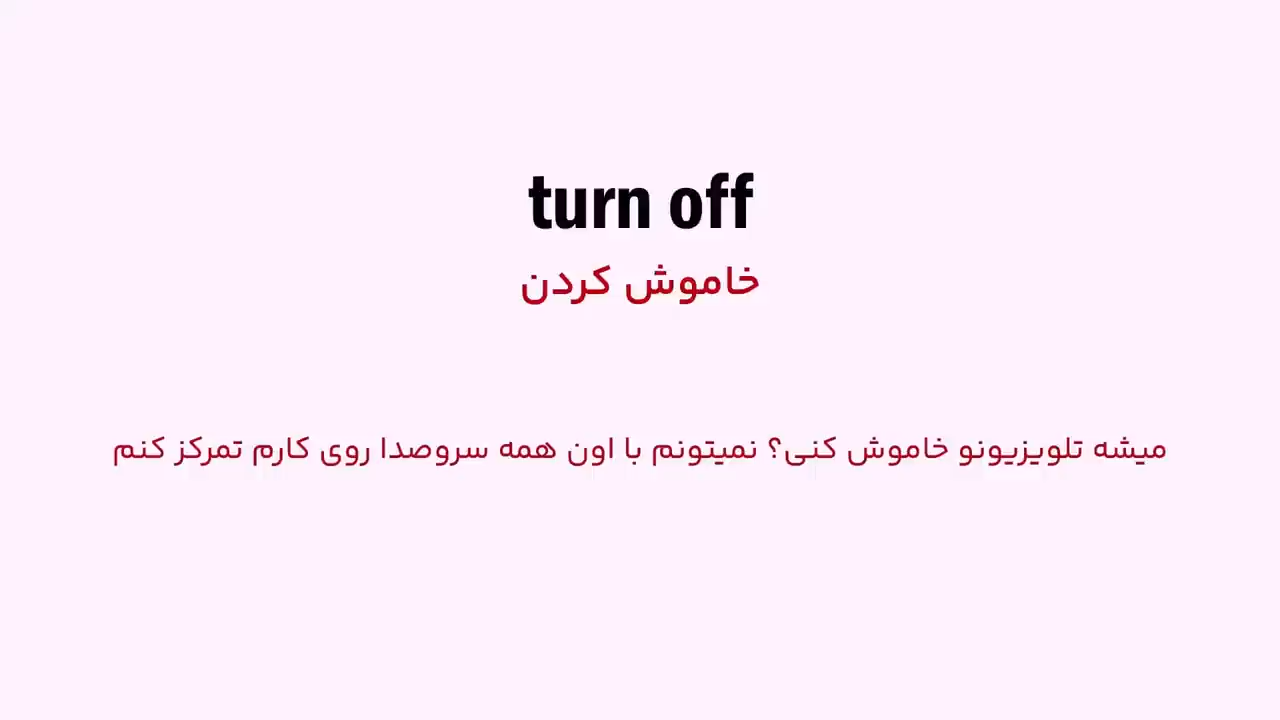 turn off
خاموش کردن
میشه تلویزیونو خاموش کنی؟ نمیتونم با اون همه سروصدا روی کارم تمرکز کنم